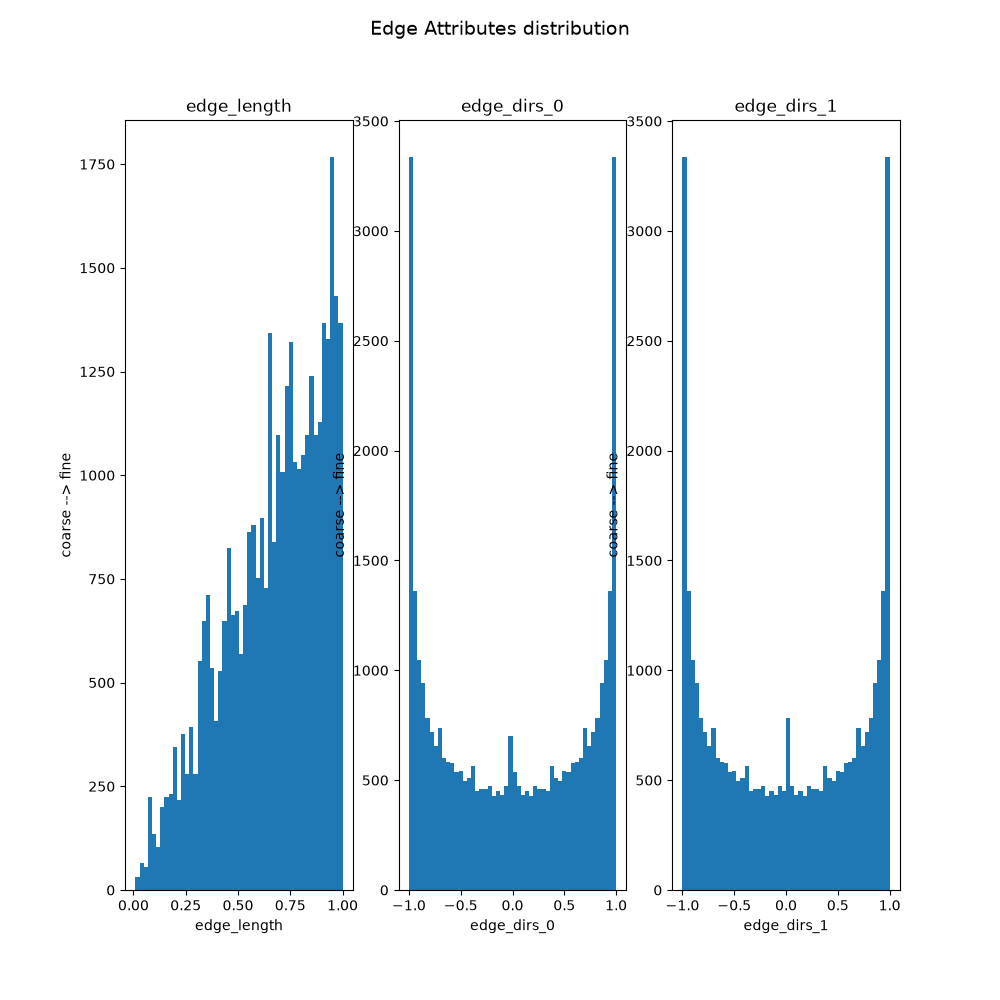 Edge Attributes distribution
edge_length
1750
1500
1250
1000
750
500
250
0
coarse --> fine
0.00 0.25 0.50 0.75 1.00
edge_length
edge_dirs_0
3500
3000
2500
2000
1500
1000
500
0
coarse --> fine
−1.0 −0.5 0.0 0.5 1.0
edge_dirs_0
edge_dirs_1
3500
3000
2500
2000
1500
1000
500
0
coarse --> fine
−1.0 −0.5 0.0 0.5 1.0
edge_dirs_1